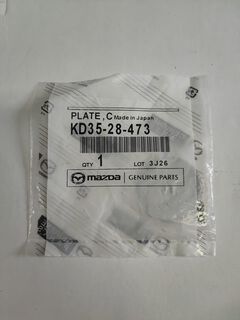 PLATE,C Made in Japan
KD35-28-473
QTY 1 LOT 3J26
mazda GENUINE PARTS